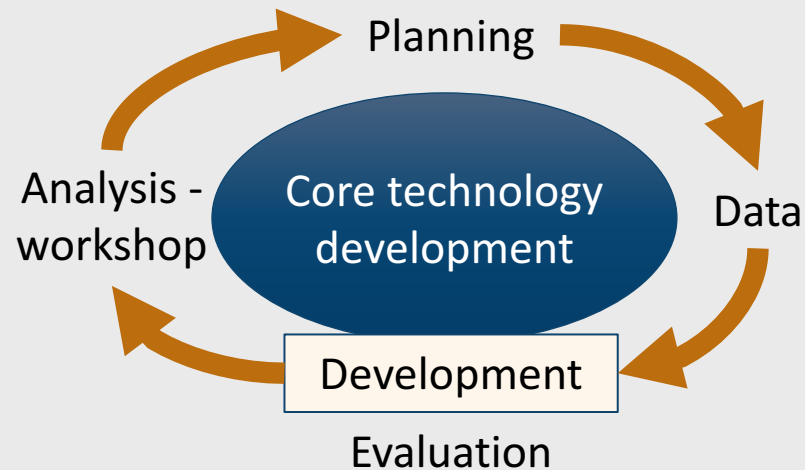 Planning
Analysis -
workshop
Core technology
development
Data
Development
Evaluation